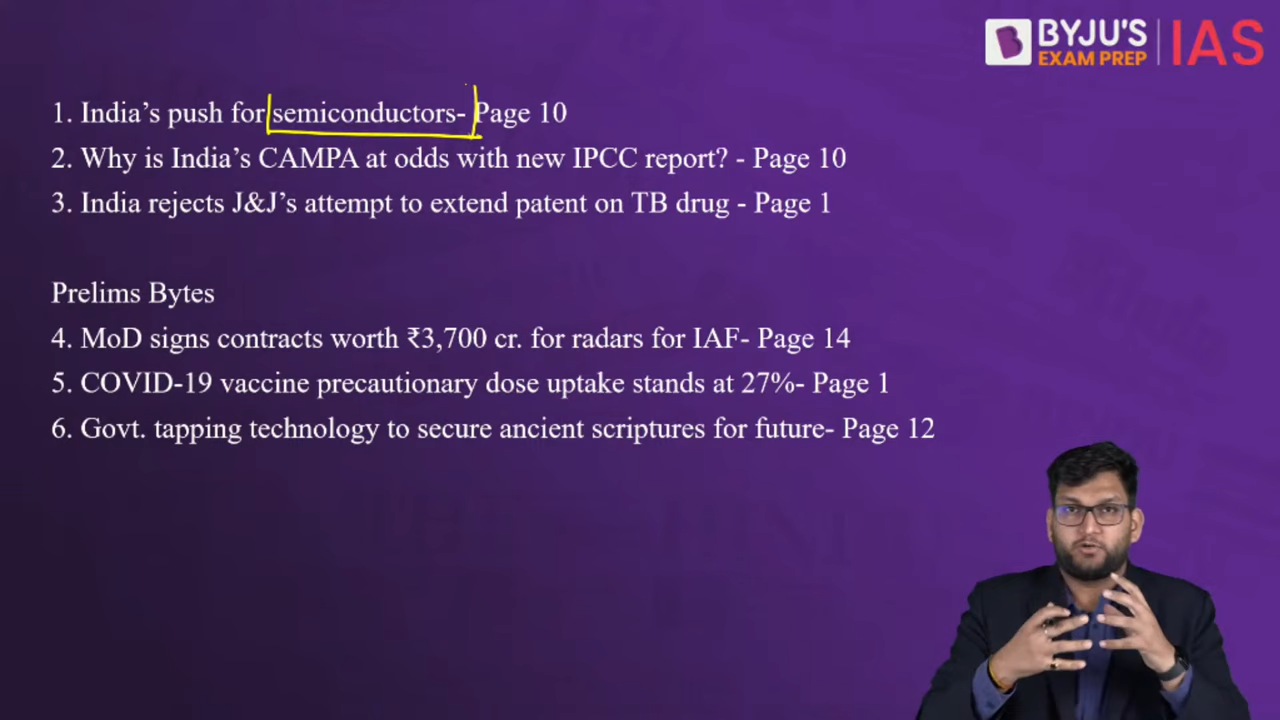 BYJU'S
EXAM PREP
IAS
1. India's push for semiconductors- Page 10
2. Why is India's CAMPA at odds with new IPCC report? - Page 10
3. India rejects J&J's attempt to extend patent on TB drug - Page 1
Prelims Bytes
4. MoD signs contracts worth ₹3,700 cr. for radars for IAF- Page 14
5. COVID-19 vaccine precautionary dose uptake stands at 27%- Page 1
6. Govt. tapping technology to secure ancient scriptures for future- Page 12